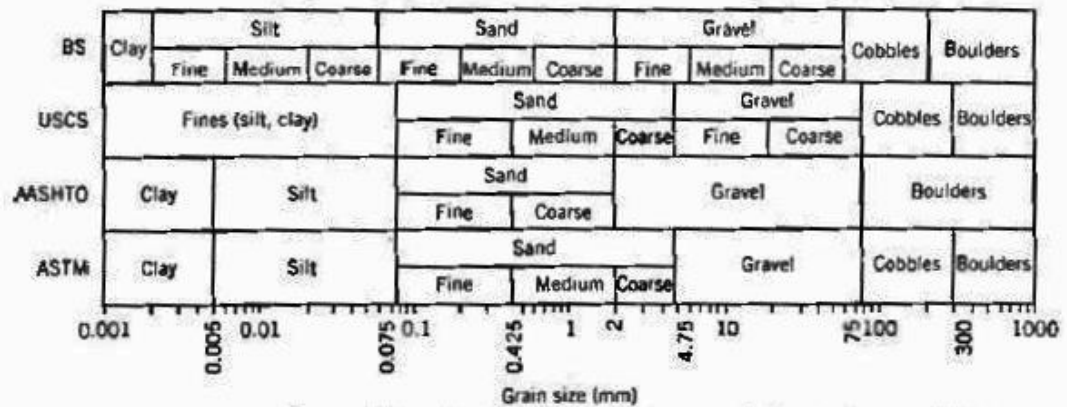 Silt Sand Gravel
BS Clay Cobbles Boulders
Fine Medium Coarse Fine Medium Coarse Fine Medium Coarse
Sand Gravel
USCS Fines (silt, clay) Cobbles Boulders
Fine Medium Coarse Fine Coarse
Sand
AASHTO Clay Silt Gravel Boulders
Fine Coarse
Sand
ASTM Clay Silt Gravel Cobbles Boulders
Fine Medium Coarse
0.001 0.005 0.01 0.075 0.1 0.425 1 2 4.75 10 75 100 300 1000
Grain size (mm)